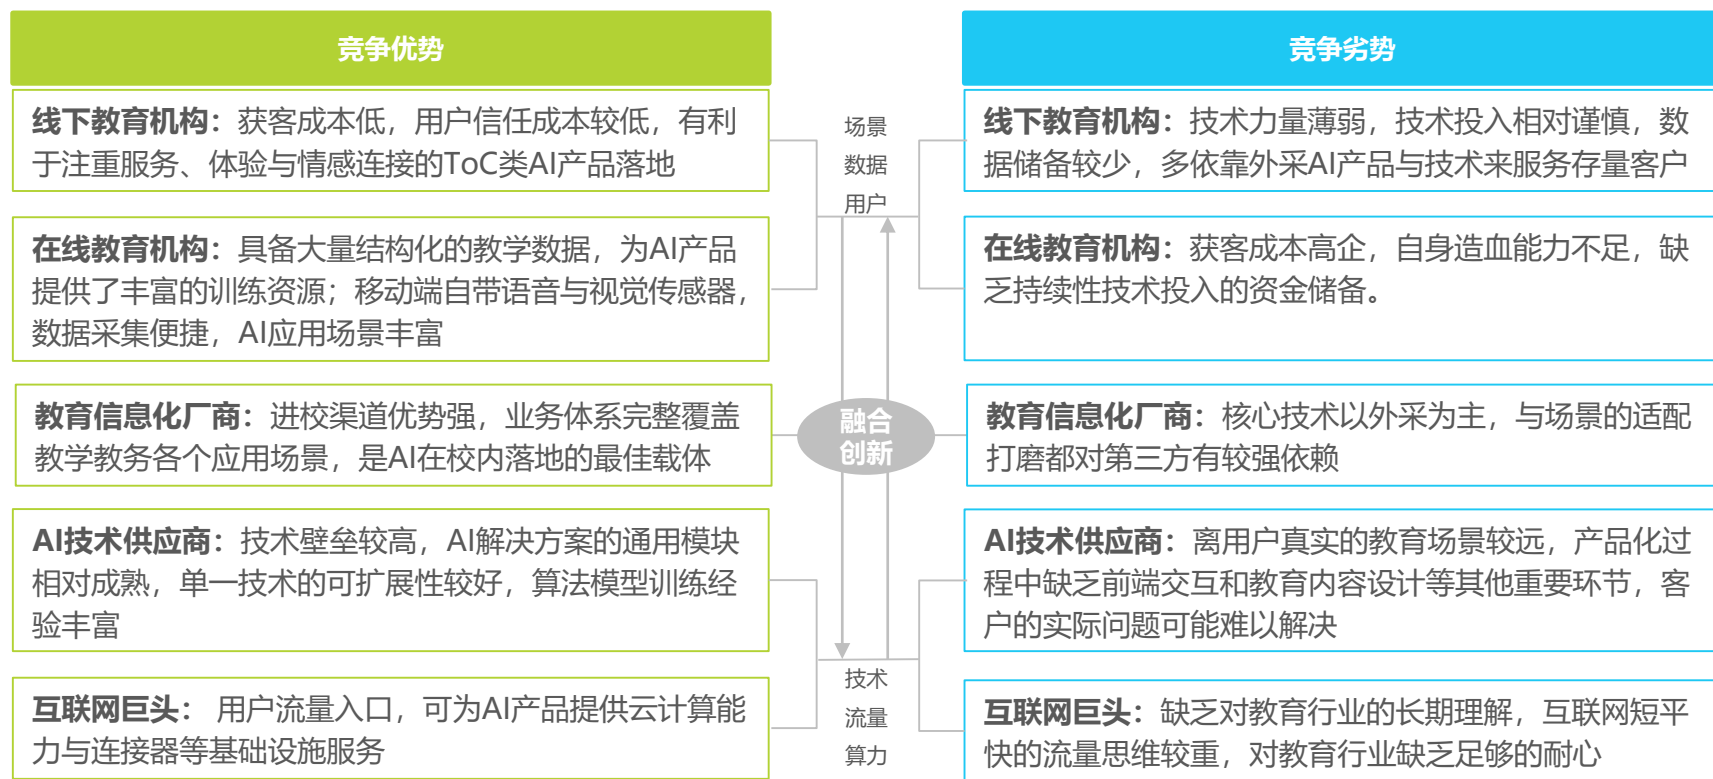 竞争优势
线下教育机构：获客成本低，用户信任成本较低，有利
于注重服务、体验与情感连接的ToC类AI产品落地
在线教育机构：具备大量结构化的教学数据，为AI产品
提供了丰富的训练资源；移动端自带语音与视觉传感器，
数据采集便捷，AI应用场景丰富
教育信息化厂商：进校渠道优势强，业务体系完整覆盖
教学教务各个应用场景，是AI在校内落地的最佳载体
AI技术供应商：技术壁垒较高，AI解决方案的通用模块
相对成熟，单一技术的可扩展性较好，算法模型训练经
验丰富
互联网巨头： 用户流量入口，可为AI产品提供云计算能
力与连接器等基础设施服务
场景
数据
用户
融合
创新
技术
流量
算力
竞争劣势
线下教育机构：技术力量薄弱，技术投入相对谨慎，数
据储备较少，多依靠外采AI产品与技术来服务存量客户
在线教育机构：获客成本高企，自身造血能力不足，缺
乏持续性技术投入的资金储备。
教育信息化厂商：核心技术以外采为主，与场景的适配
打磨都对第三方有较强依赖
AI技术供应商：离用户真实的教育场景较远，产品化过
程中缺乏前端交互和教育内容设计等其他重要环节，客
户的实际问题可能难以解决
互联网巨头：缺乏对教育行业的长期理解，互联网短平
快的流量思维较重，对教育行业缺乏足够的耐心